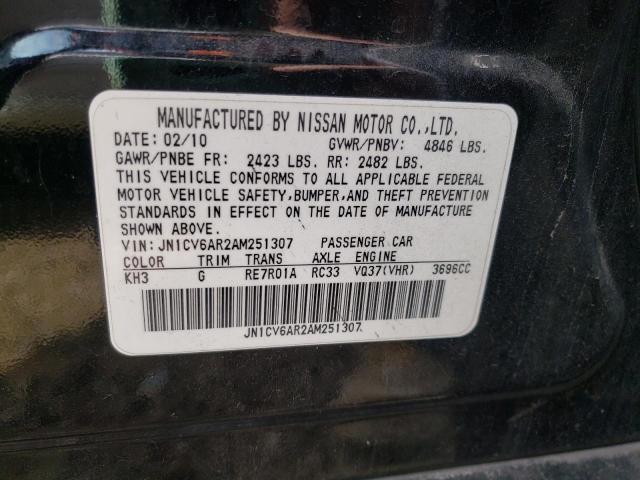 MANUFACTURED BY NISSAN MOTOR CO.,LTD.
DATE: 02/10 GVWR/PNBV: 4846 LBS.
GAWR/PNBE FR: 2423 LBS. RR: 2482 LBS.
THIS VEHICLE CONFORMS TO ALL APPLICABLE FEDERAL
MOTOR VEHICLE SAFETY,BUMPER,AND THEFT PREVENTION
STANDARDS IN EFFECT ON THE DATE OF MANUFACTURE
SHOWN ABOVE.
VIN: JN1CV6AR2AM251307 PASSENGER CAR
COLOR TRIM TRANS AXLE ENGINE
KH3 G RE7R01A RC33 VQ37(VHR) 3696CC
JN1CV6AR2AM251307